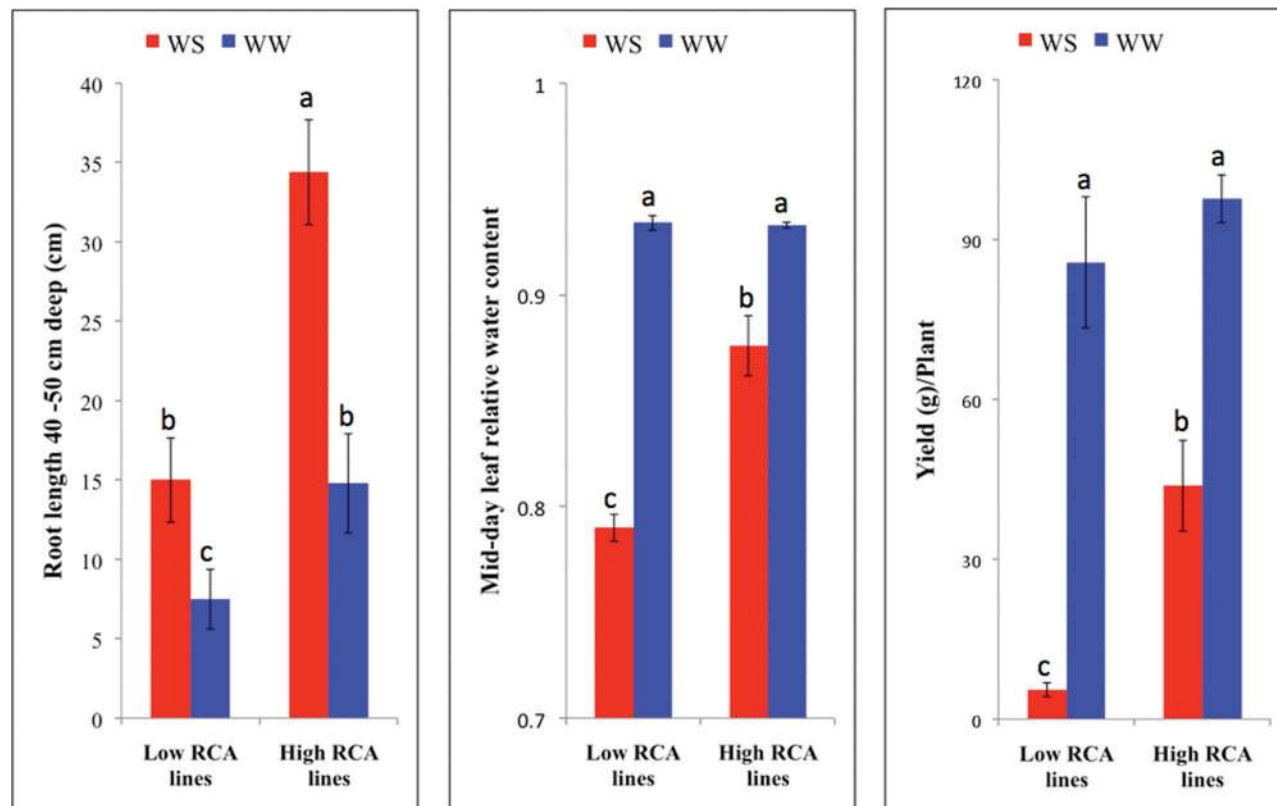 WS WW
Root length 40 -50 cm deep (cm)
40
35
30
25
20
15
10
5
0
b
c
a
b
Low RCA
lines
High RCA
lines
WS WW
Mid-day leaf relative water content
1
0.9
0.8
0.7
c
a
b
a
Low RCA
lines
High RCA
lines
WS WW
Yield (g)/Plant
120
90
60
30
0
c
a
b
a
Low RCA
lines
High RCA
lines